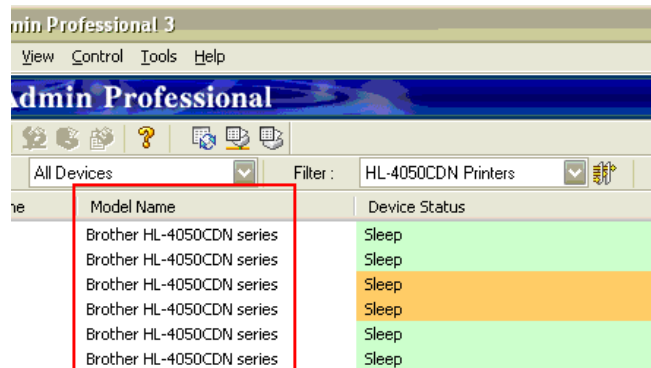 min Professional 3
View Control Tools Help
Admin Professional
All Devices Filter : HL-4050CDN Printers
ne Model Name Device Status
Brother HL-4050CDN series Sleep
Brother HL-4050CDN series Sleep
Brother HL-4050CDN series Sleep
Brother HL-4050CDN series Sleep
Brother HL-4050CDN series Sleep
Brother HL-4050CDN series Sleep